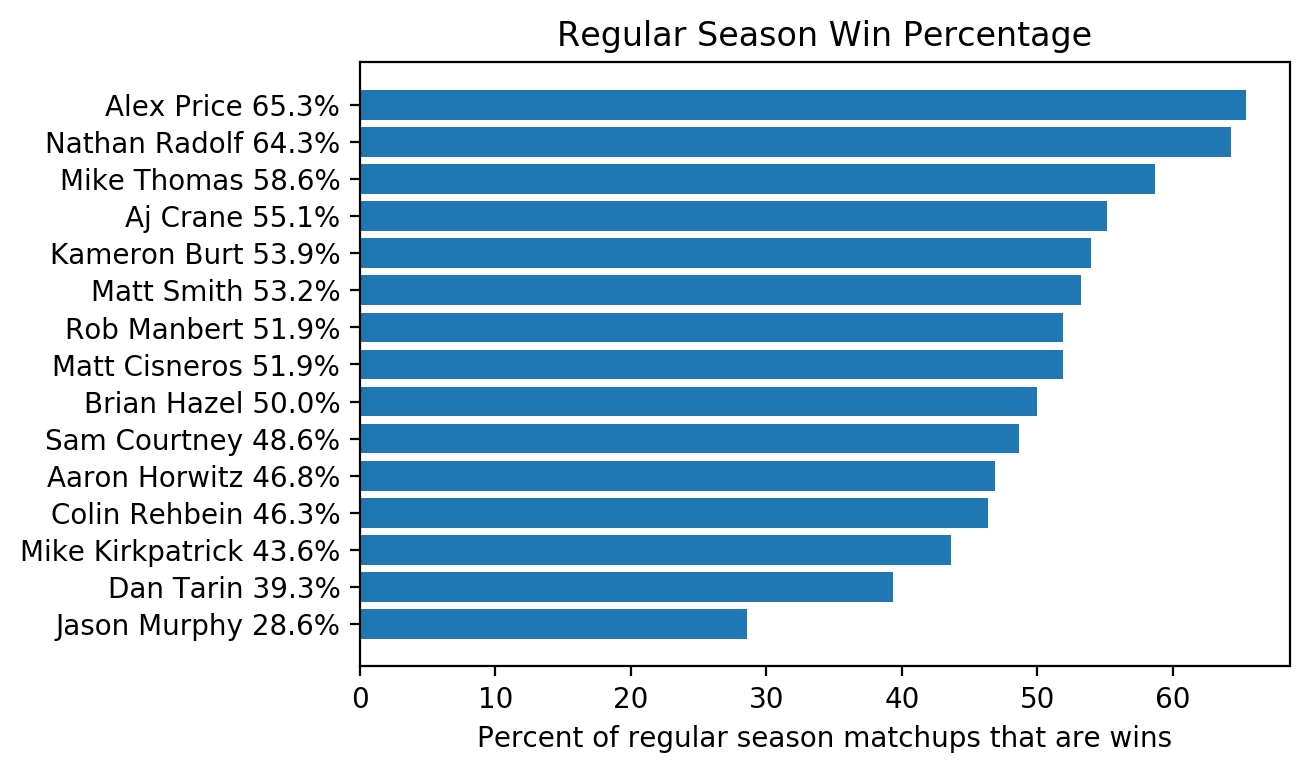 Regular Season Win Percentage
Alex Price 65.3%
Nathan Radolf 64.3%
Mike Thomas 58.6%
Aj Crane 55.1%
Kameron Burt 53.9%
Matt Smith 53.2%
Rob Manbert 51.9%
Matt Cisneros 51.9%
Brian Hazel 50.0%
Sam Courtney 48.6%
Aaron Horwitz 46.8%
Colin Rehbein 46.3%
Mike Kirkpatrick 43.6%
Dan Tarin 39.3%
Jason Murphy 28.6%
0 10 20 30 40 50 60
Percent of regular season matchups that are wins